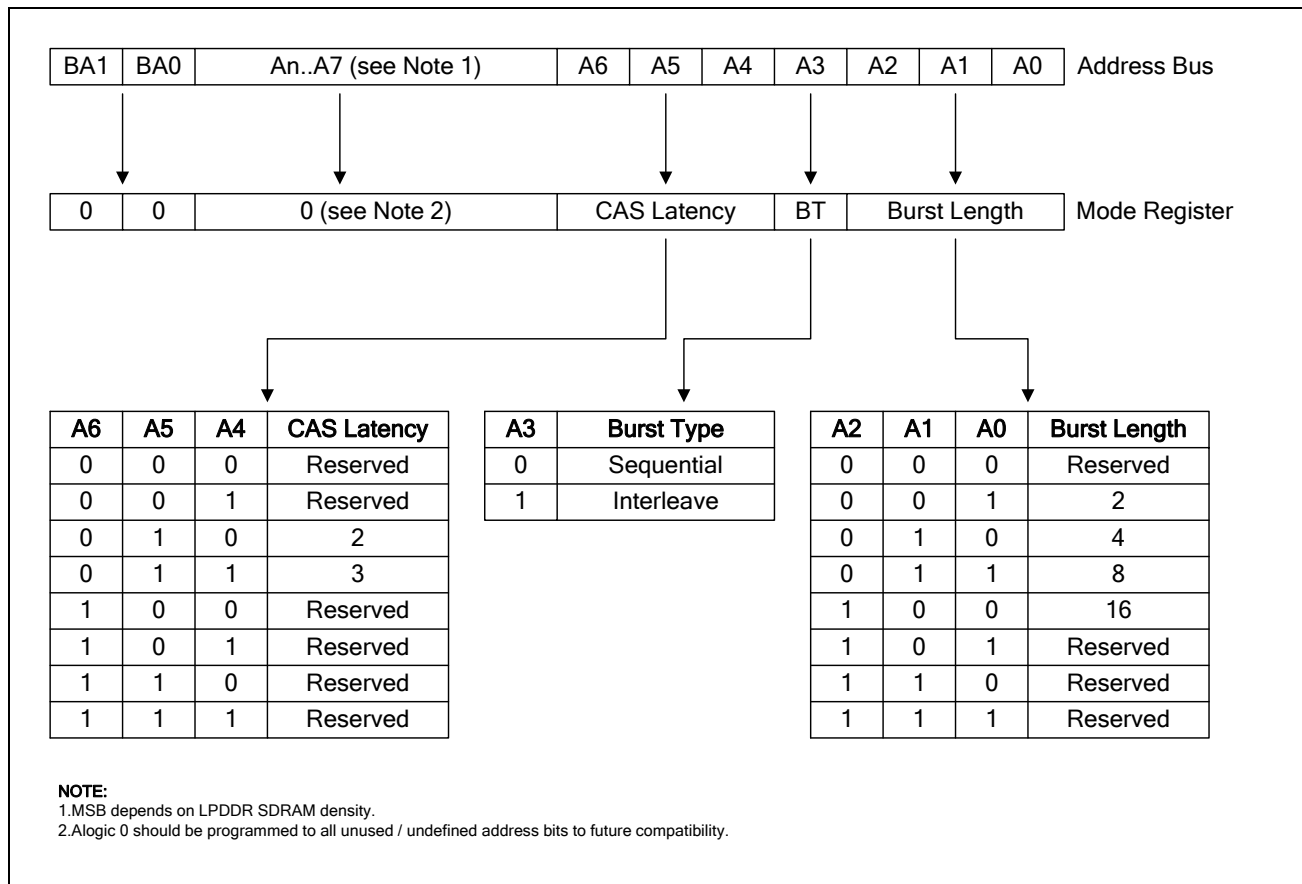 BA1 BA0 An..A7 (see Note 1) A6 A5 A4 A3 A2 A1 A0 Address Bus
0 0 0 (see Note 2) CAS Latency BT Burst Length Mode Register
A6 A5 A4 CAS Latency
0 0 0 Reserved
0 0 1 Reserved
0 1 0 2
0 1 1 3
1 0 0 Reserved
1 0 1 Reserved
1 1 0 Reserved
1 1 1 Reserved
A3 Burst Type
0 Sequential
1 Interleave
A2 A1 A0 Burst Length
0 0 0 Reserved
0 0 1 2
0 1 0 4
0 1 1 8
1 0 0 16
1 0 1 Reserved
1 1 0 Reserved
1 1 1 Reserved
NOTE:
1.MSB depends on LPDDR SDRAM density.
2.Alogic 0 should be programmed to all unused / undefined address bits to future compatibility.